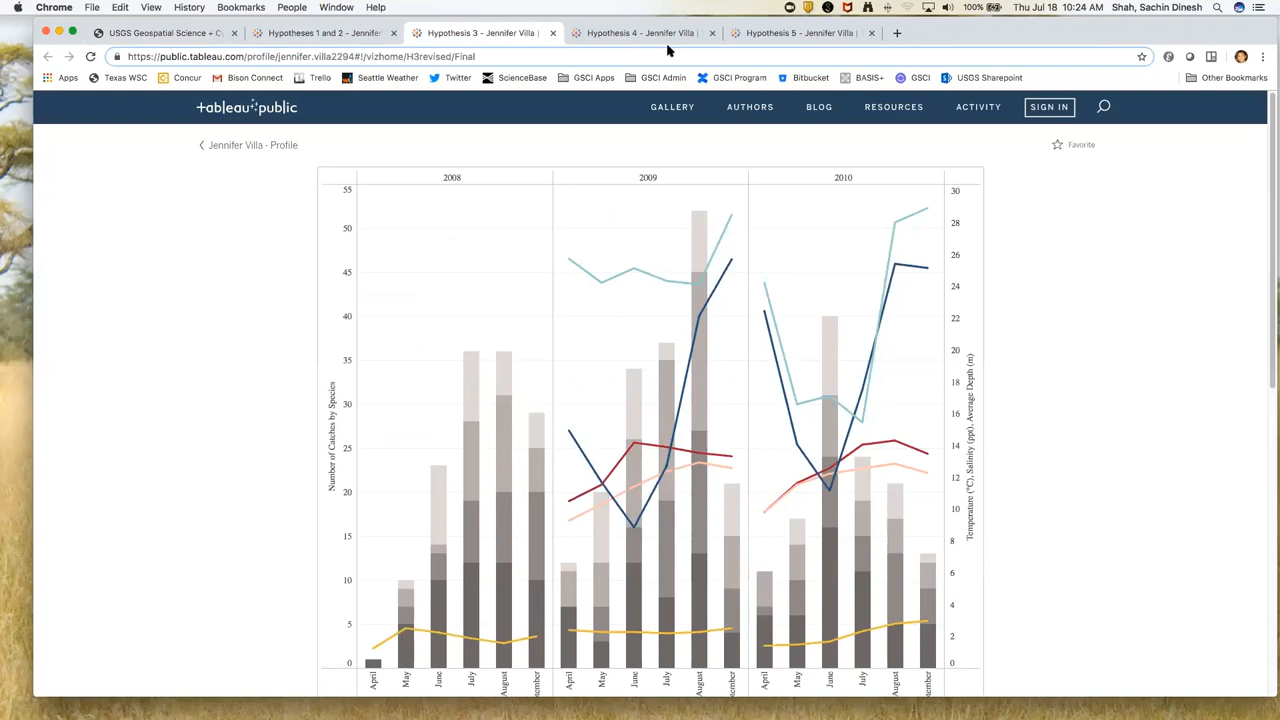 Chrome File Edit View History Bookmarks People Window Help 100% Thu Jul 18 10:24 AM Shah, Sachin Dinesh
USGS Geospatial Science + Cy Hypotheses 1 and 2 - Jennifer Hypothesis 3 - Jennifer Villa | Hypothesis 4 - Jennifer Villa | Hypothesis 5 - Jennifer Villa |
https://public.tableau.com/profile/jennifer.villa2294#!/vizhome/H3revised/Final
Apps Texas WSC Concur Bison Connect Trello Seattle Weather Twitter ScienceBase GSCI Apps GSCI Admin GSCI Program Bitbucket BASIS+ GSCI USGS Sharepoint Other Bookmarks
+ableau+public GALLERY AUTHORS BLOG RESOURCES ACTIVITY SIGN IN
Jennifer Villa - Profile Favorite
2008 2009 2010
55
50
45
40
35
30
25
20
15
10
5
0
Number of Catches by Species
30
28
26
24
22
20
18
16
14
12
10
8
6
4
2
0
Temperature (°C), Salinity (ppt), Average Depth (m)
April May June July August tember April May June July August tember April May June July August tember